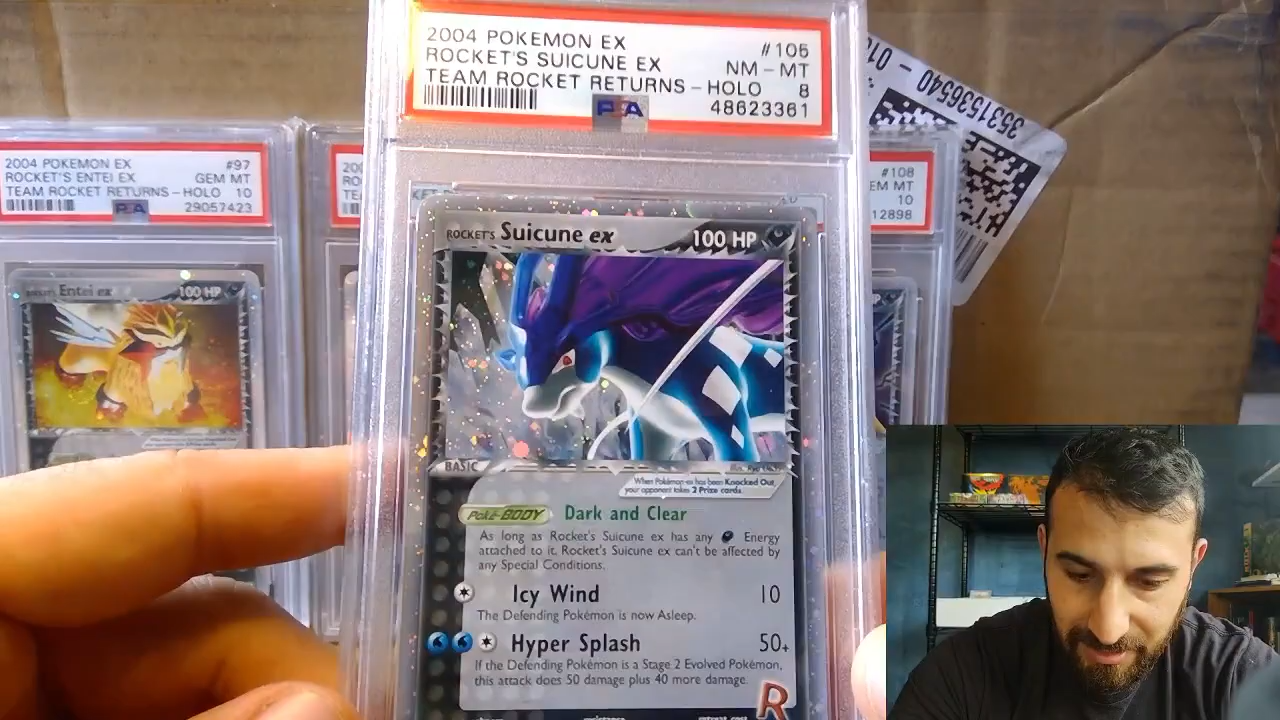 2004 POKEMON EX #105
ROCKET'S SUICUNE EX NM - MT
TEAM ROCKET RETURNS - HOLO 8
PSA 48623361
3531536540 - 01
2004 POKEMON EX #97
ROCKET'S ENTEI EX GEM MT
TEAM ROCKET RETURNS - HOLO 10
PSA 29057423
#108
EM MT
10
12898
ROCKET'S Suicune ex 100 HP
Entei ex 100 HP
BASIC
When Pokémon-ex has been Knocked Out,
your opponent takes 2 Prize cards.
Poké-BODY Dark and Clear
As long as Rocket's Suicune ex has any Energy
attached to it, Rocket's Suicune ex can't be affected by
any Special Conditions.
Icy Wind 10
The Defending Pokémon is now Asleep.
Hyper Splash 50+
If the Defending Pokémon is a Stage 2 Evolved Pokémon,
this attack does 50 damage plus 40 more damage.
R